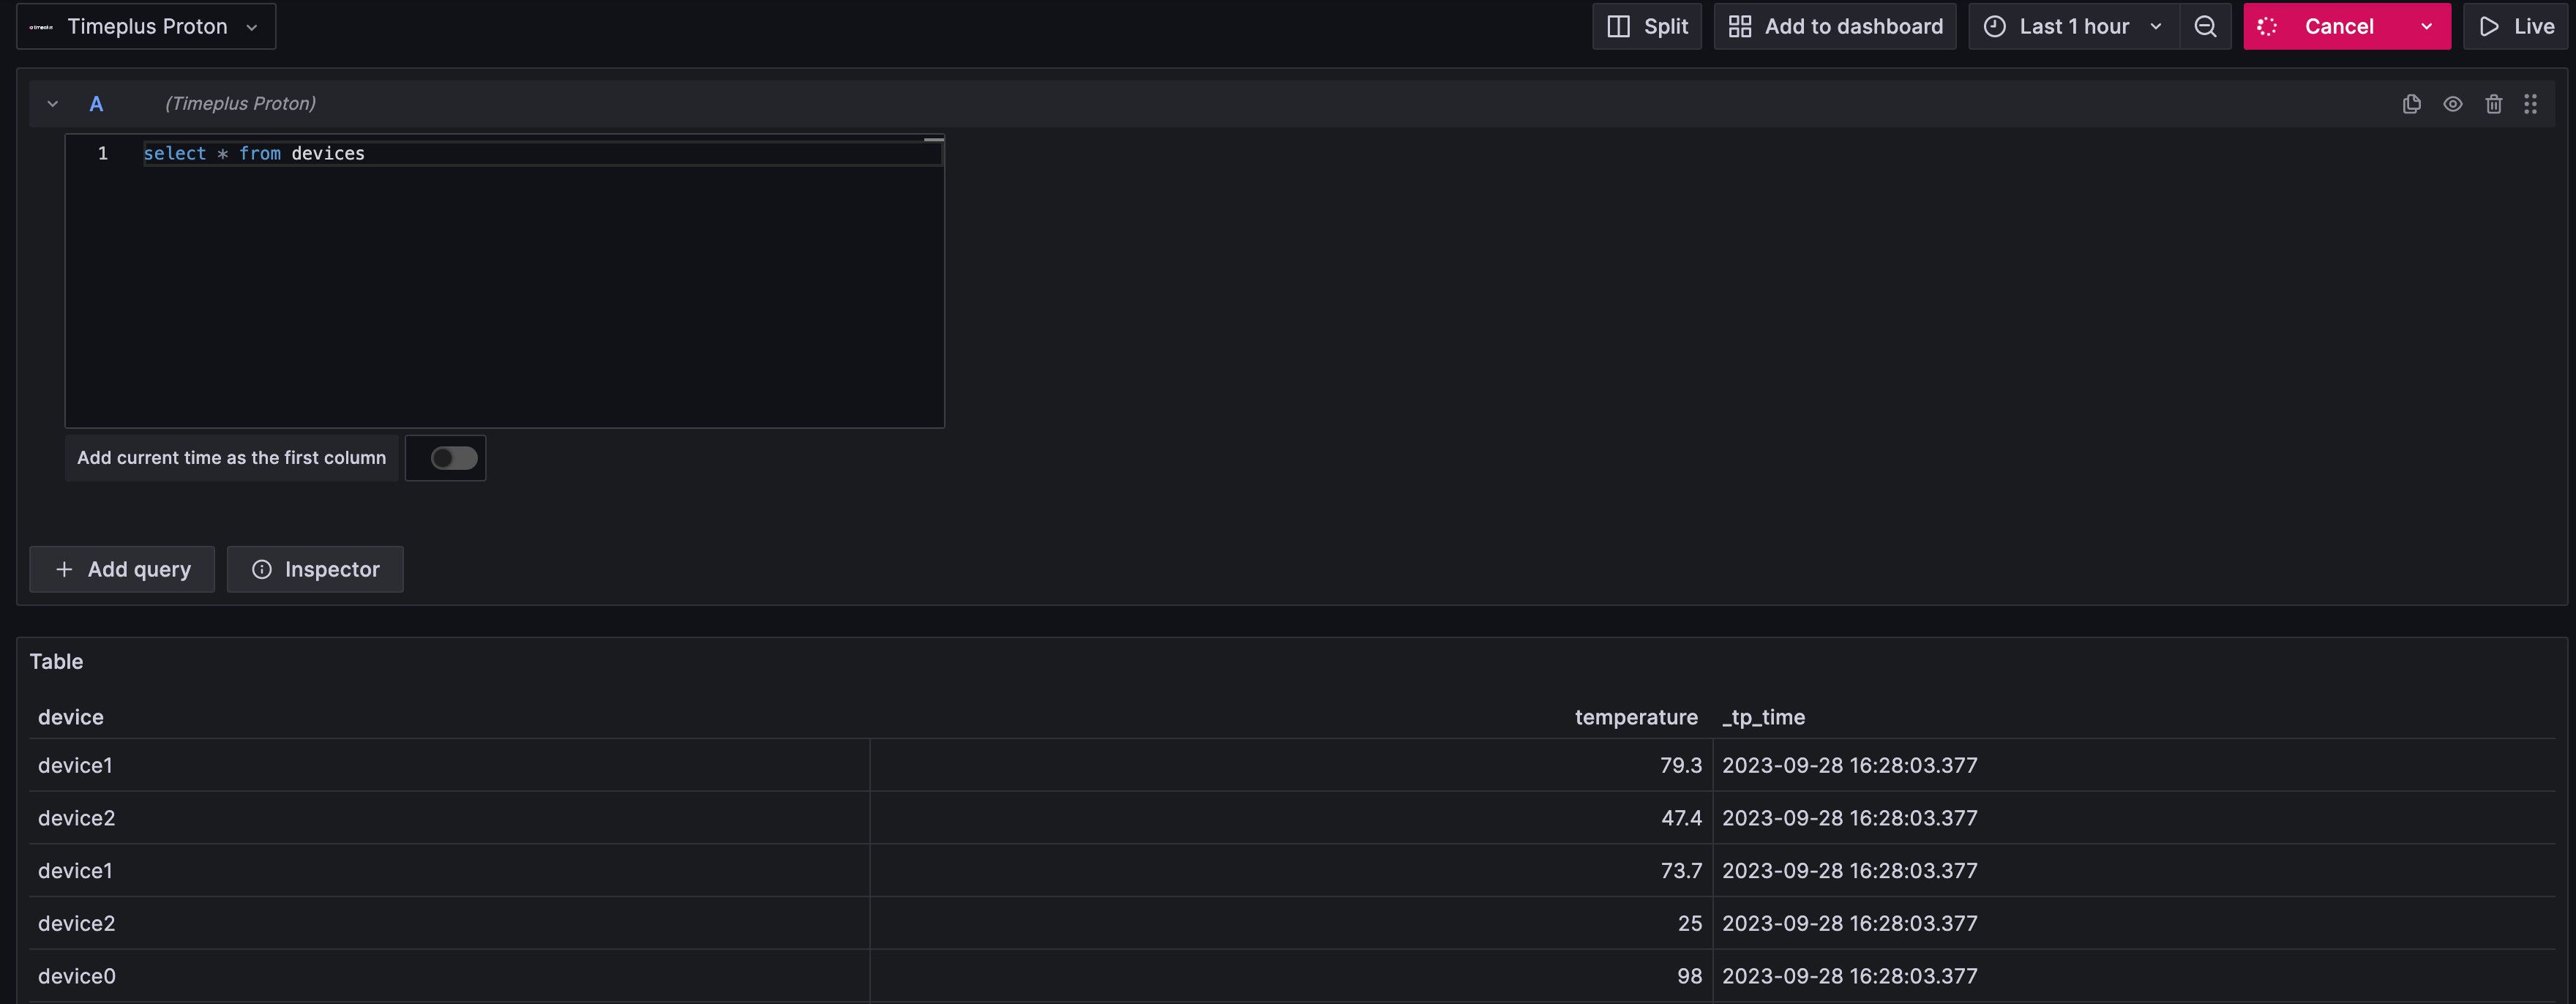 Timeplus Proton
Split
Add to dashboard
Last 1 hour
Cancel
Live
A (Timeplus Proton)
1 select * from devices
Add current time as the first column
+ Add query
Inspector
Table
device temperature _tp_time
device1 79.3 2023-09-28 16:28:03.377
device2 47.4 2023-09-28 16:28:03.377
device1 73.7 2023-09-28 16:28:03.377
device2 25 2023-09-28 16:28:03.377
device0 98 2023-09-28 16:28:03.377